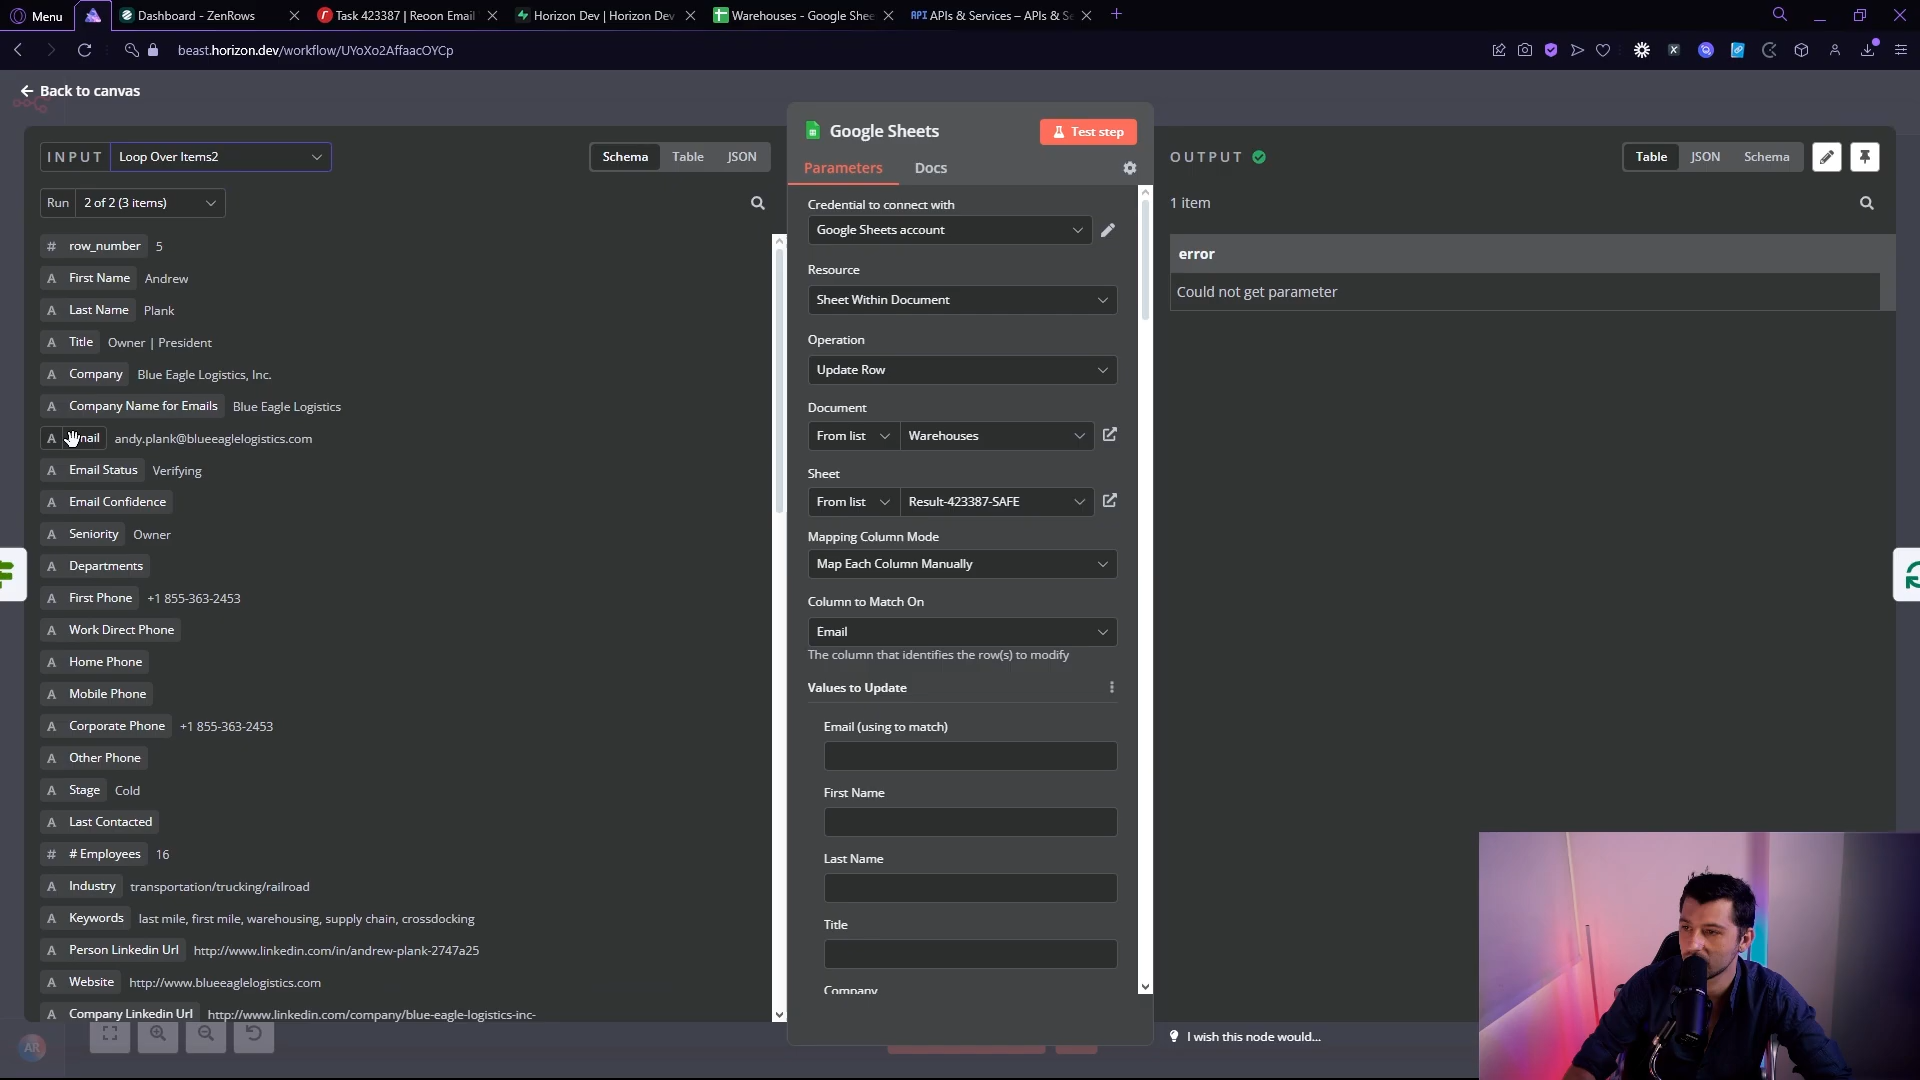 Menu
Dashboard - ZenRows
Task 423387 | Reoon Email
Horizon Dev | Horizon Dev
Warehouses - Google Shee
API APIs & Services – APIs & Se
beast.horizon.dev/workflow/UYoXo2AffaacOYCp
Back to canvas
INPUT
Loop Over Items2
Schema
Table
JSON
Run
2 of 2 (3 items)
# row_number 5
A First Name Andrew
A Last Name Plank
A Title Owner | President
A Company Blue Eagle Logistics, Inc.
A Company Name for Emails Blue Eagle Logistics
A mail andy.plank@blueeaglelogistics.com
A Email Status Verifying
A Email Confidence
A Seniority Owner
A Departments
A First Phone +1 855-363-2453
A Work Direct Phone
A Home Phone
A Mobile Phone
A Corporate Phone +1 855-363-2453
A Other Phone
A Stage Cold
A Last Contacted
# # Employees 16
A Industry transportation/trucking/railroad
A Keywords last mile, first mile, warehousing, supply chain, crossdocking
A Person Linkedin Url http://www.linkedin.com/in/andrew-plank-2747a25
A Website http://www.blueeaglelogistics.com
A Company Linkedin Url http://www.linkedin.com/company/blue-eagle-logistics-inc-
AR
Google Sheets
Test step
Parameters
Docs
Credential to connect with
Google Sheets account
Resource
Sheet Within Document
Operation
Update Row
Document
From list
Warehouses
Sheet
From list
Result-423387-SAFE
Mapping Column Mode
Map Each Column Manually
Column to Match On
Email
The column that identifies the row(s) to modify
Values to Update
Email (using to match)
First Name
Last Name
Title
Company
OUTPUT
Table
JSON
Schema
1 item
error
Could not get parameter
I wish this node would...